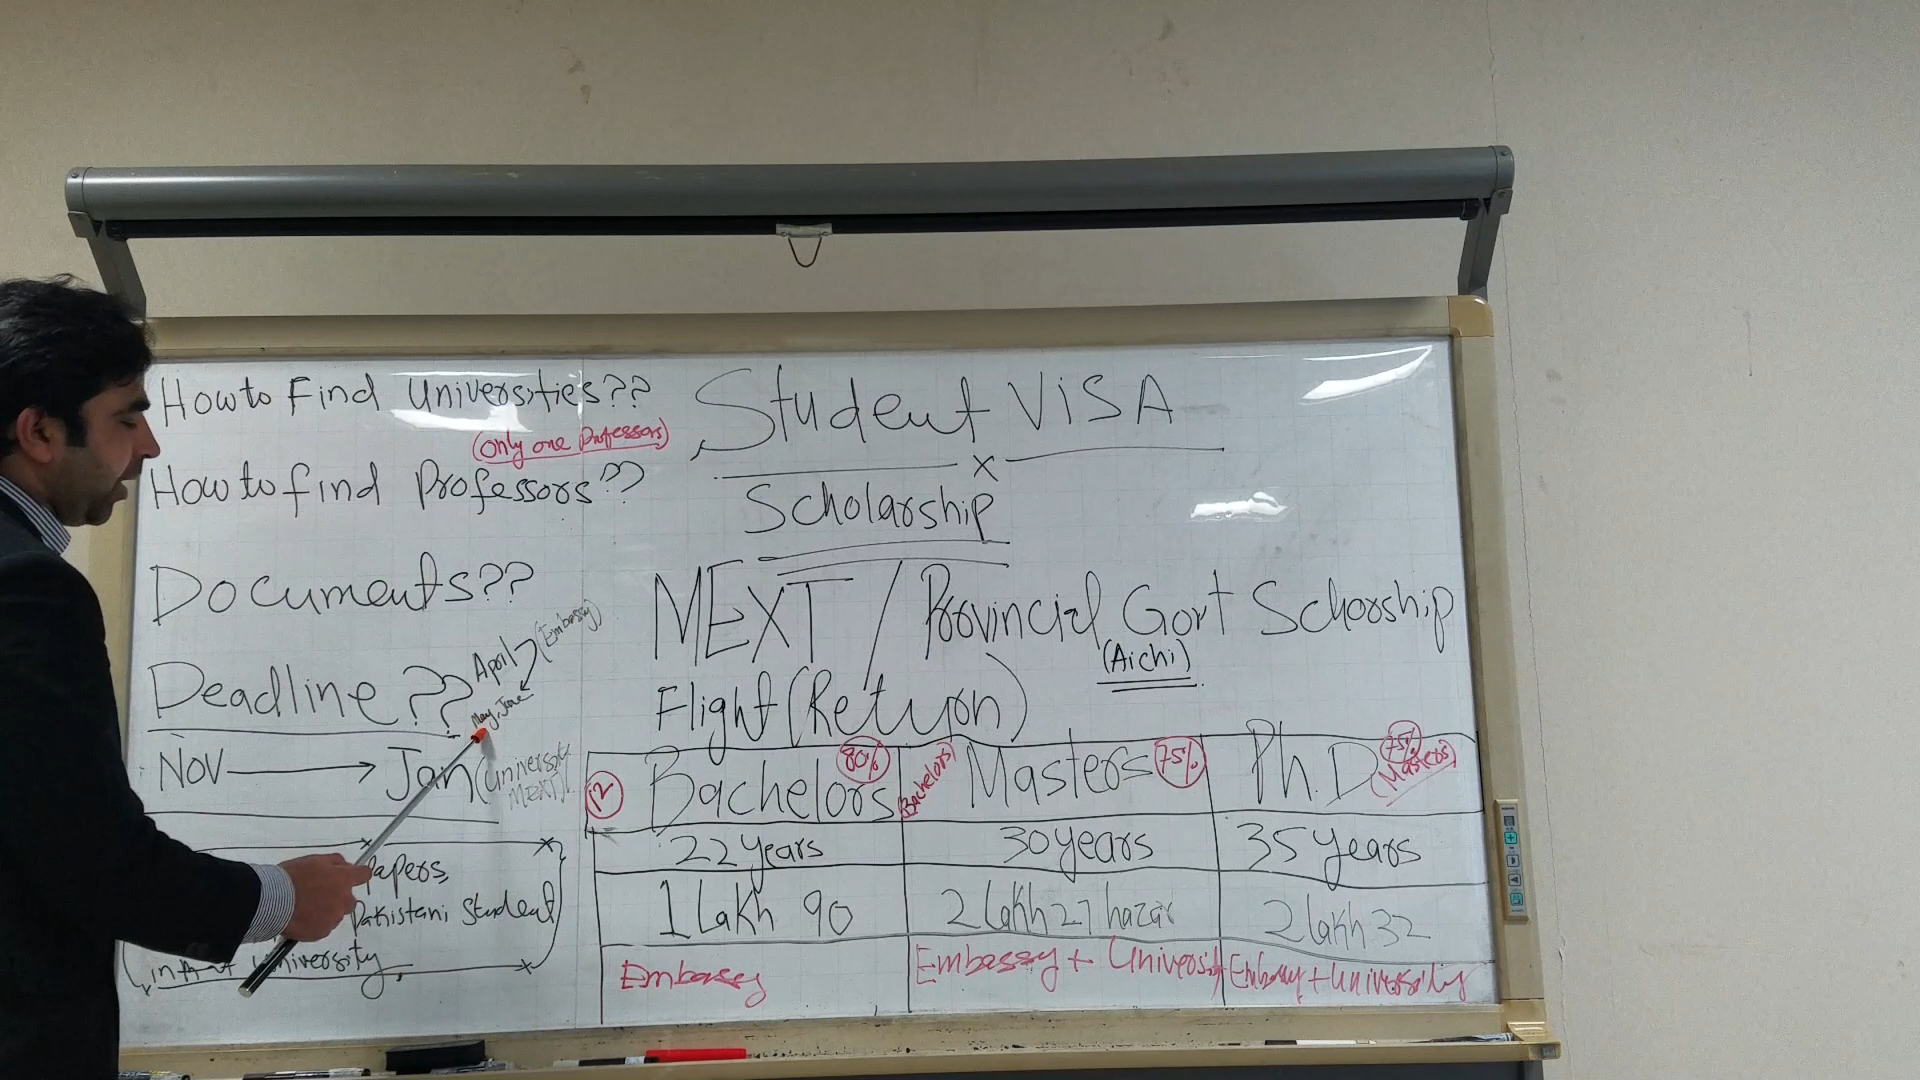 How to Find Universities??
(Only one Professors)
How to find Professors??
Documents??
Deadline??
April (Embassy)
May, June
Nov → Jan (University MEXT)
Papers,
Pakistani Student
in that University,
Student VISA
x
Scholarship
MEXT / Provincial Govt Schorship
(Aichi)
Flight (Return)
12 Bachelors 80% (Bachelors) Masters 75% Ph.D 75% (Masters)
22 years 30 years 35 years
1 Lakh 90 2 Lakh 27 hazar 2 lakh 32
Embassy Embassy + University Embassy + University